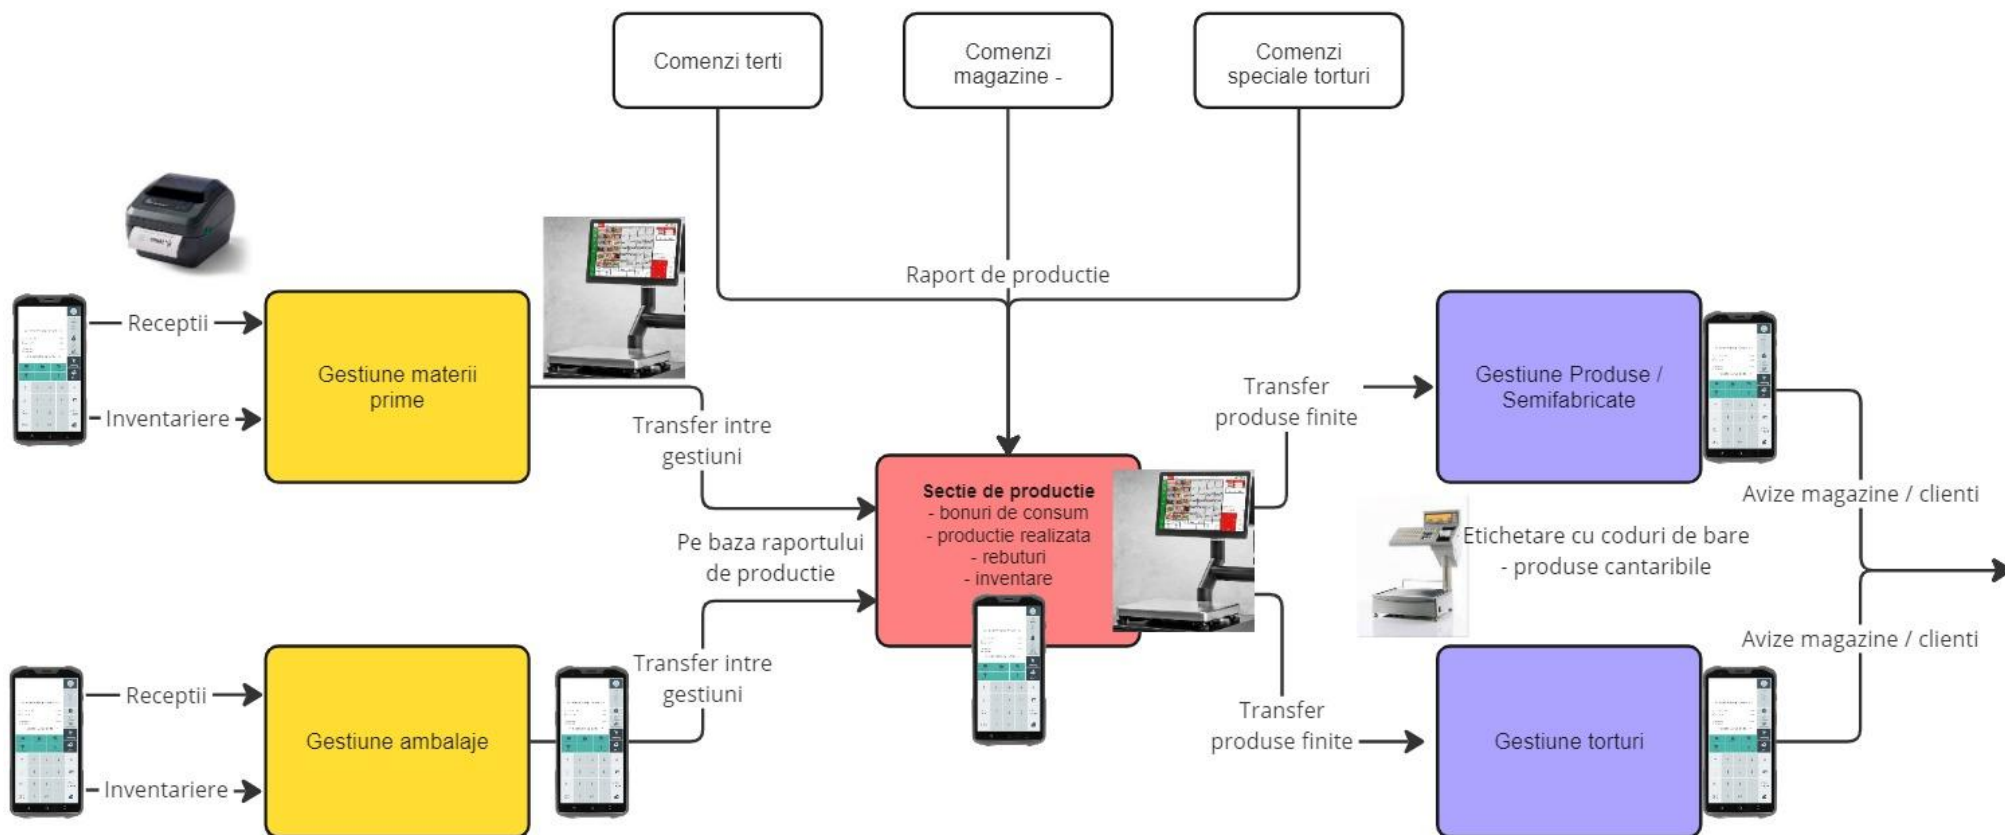 Comenzi terti
Comenzi
magazine -
Comenzi
speciale torturi
Raport de productie
Receptii
Inventariere
Gestiune materii
prime
Transfer intre
gestiuni
Pe baza raportului
de productie
Sectie de productie
- bonuri de consum
- productie realizata
- rebuturi
- inventare
Transfer
produse finite
Gestiune Produse /
Semifabricate
Avize magazine / clienti
Etichetare cu coduri de bare
- produse cantaribile
Receptii
Inventariere
Gestiune ambalaje
Transfer intre
gestiuni
Transfer
produse finite
Gestiune torturi
Avize magazine / clienti